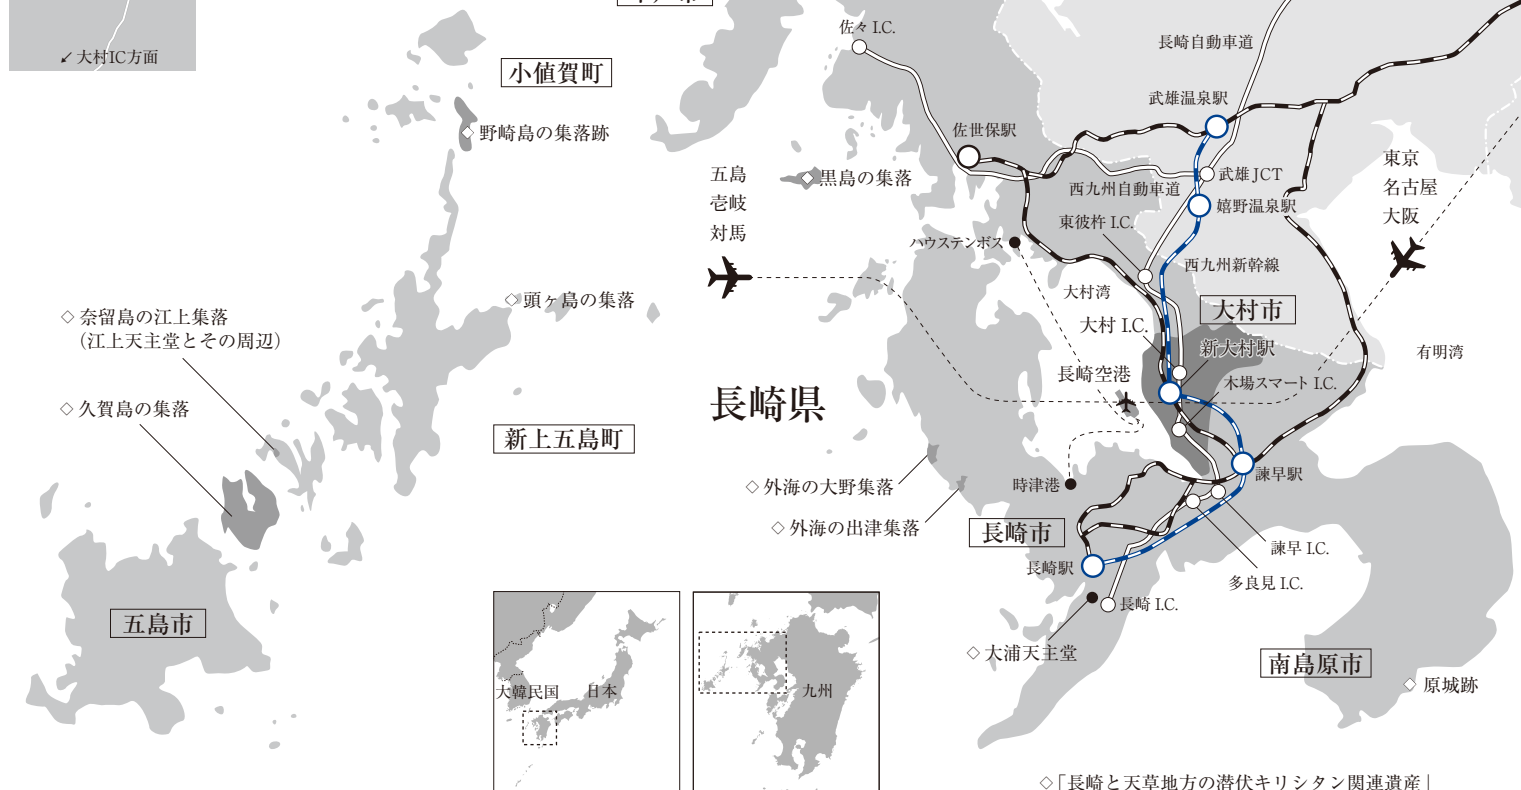 ↙大村IC方面
小値賀町
◇野崎島の集落跡
佐々 I.C.
長崎自動車道
武雄温泉駅
佐世保駅
五島
壱岐
対馬
◇黒島の集落
西九州自動車道
武雄 JCT
嬉野温泉駅
東京
名古屋
大阪
東彼杵 I.C.
ハウステンボス
西九州新幹線
大村湾
◇頭ヶ島の集落
◇奈留島の江上集落
（江上天主堂とその周辺）
大村市
大村 I.C.
新大村駅
有明湾
長崎空港
木場スマート I.C.
◇久賀島の集落
長崎県
新上五島町
◇外海の大野集落
時津港
諫早駅
◇外海の出津集落
長崎市
諫早 I.C.
長崎駅
多良見 I.C.
長崎 I.C.
五島市
◇大浦天主堂
南島原市
◇原城跡
大韓民国
日本
九州
◇「長崎と天草地方の潜伏キリシタン関連遺産」